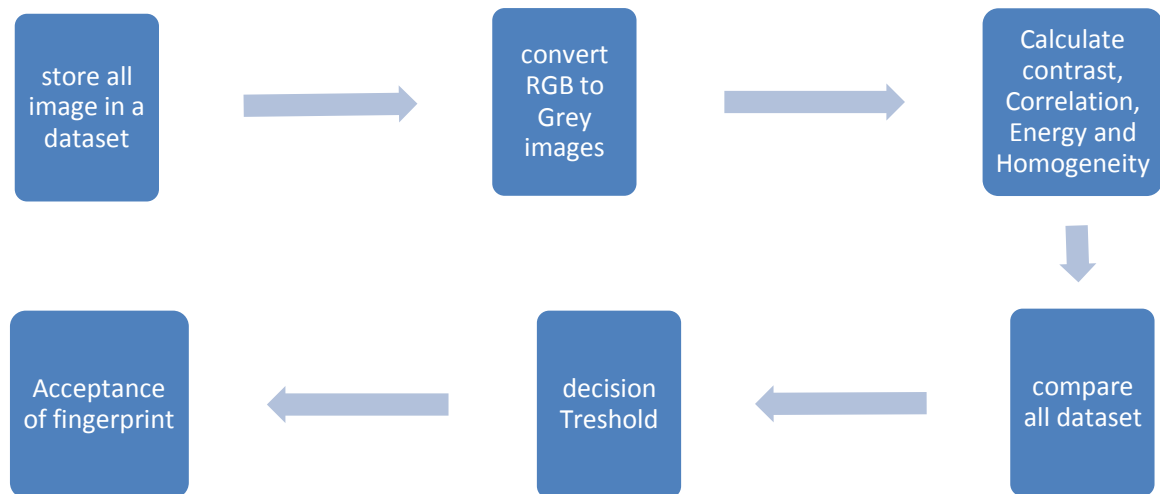 store all
image in a
dataset
convert
RGB to
Grey
images
Calculate
contrast,
Correlation,
Energy and
Homogeneity
compare
all dataset
decision
Treshold
Acceptance
of fingerprint